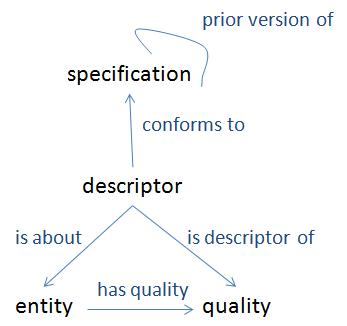 prior version of
specification
conforms to
descriptor
is about
is descriptor of
has quality
entity
quality